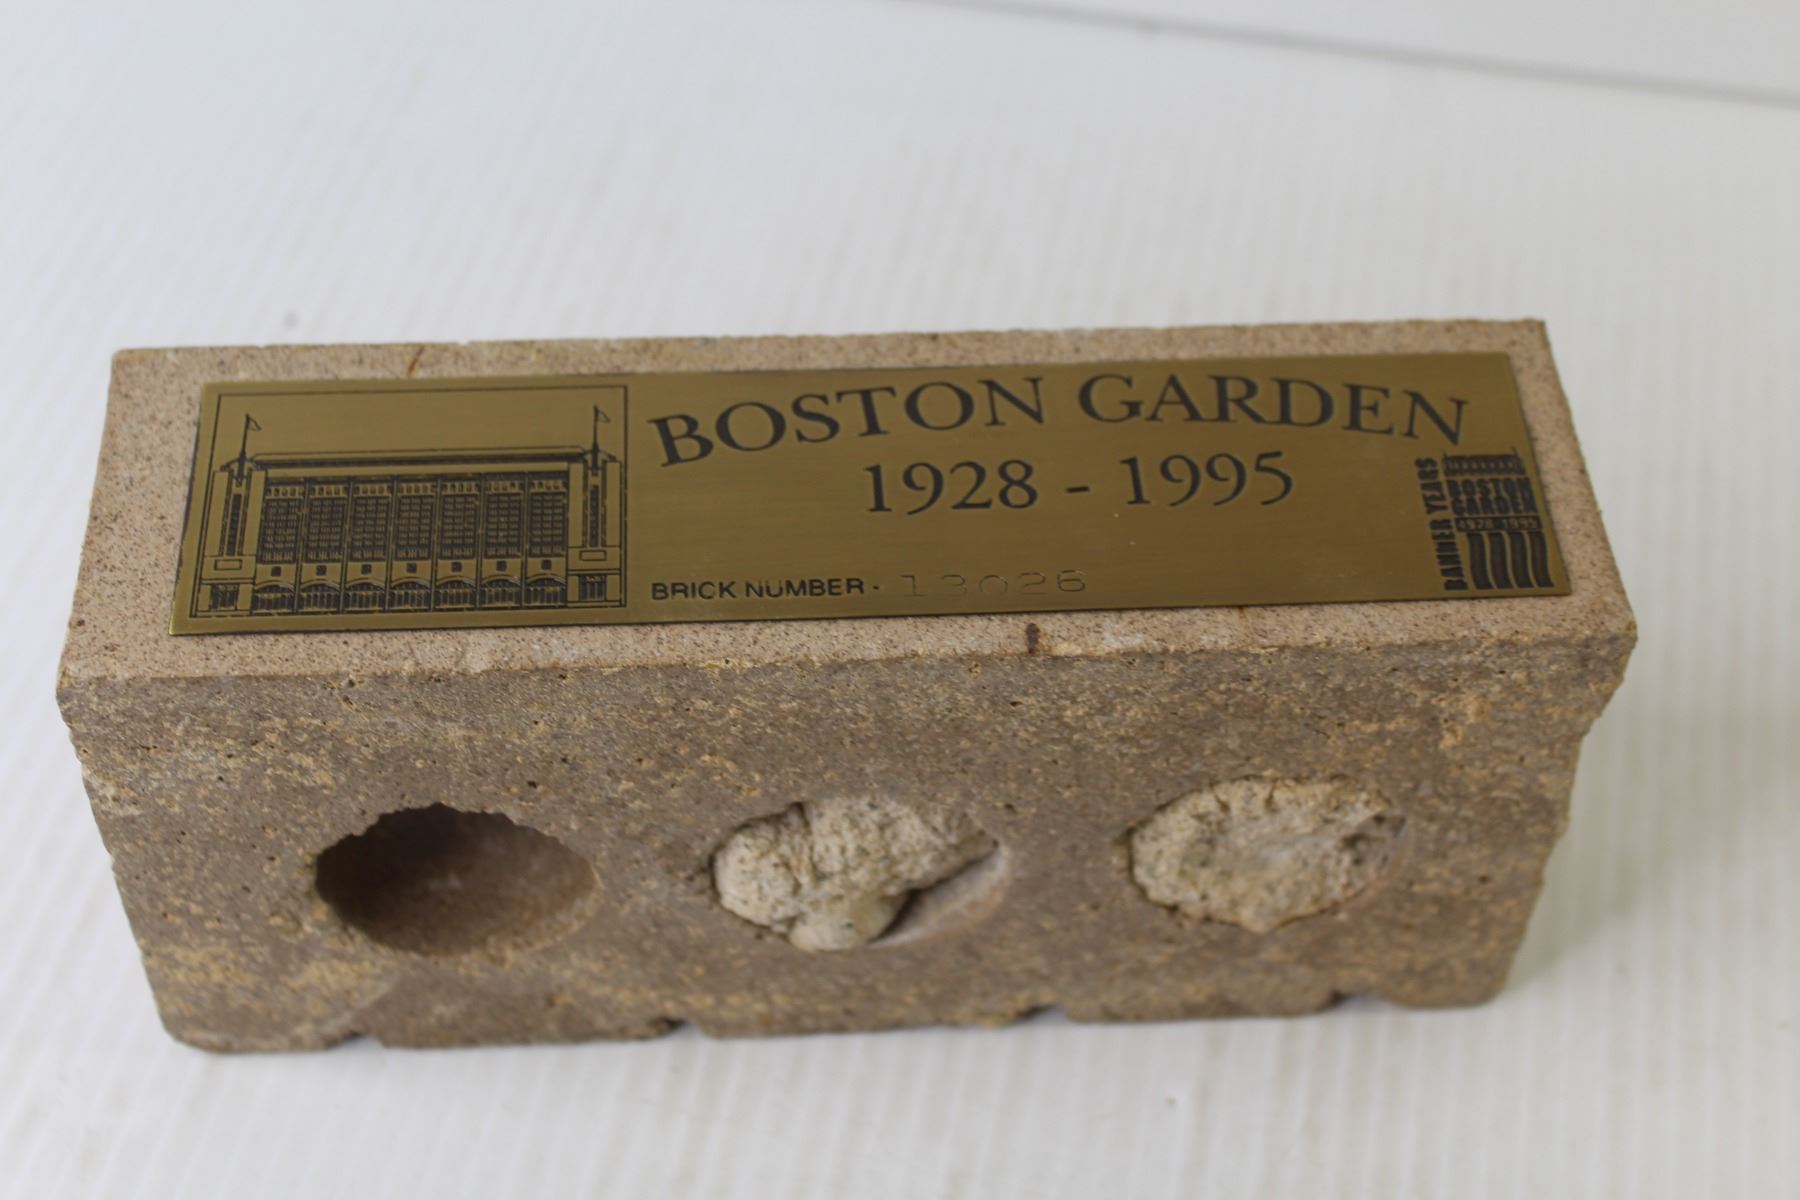 BOSTON GARDEN
1928 - 1995
BRICK NUMBER - 13026
BANNER YEARS
BOSTON
GARDEN
1928-1995